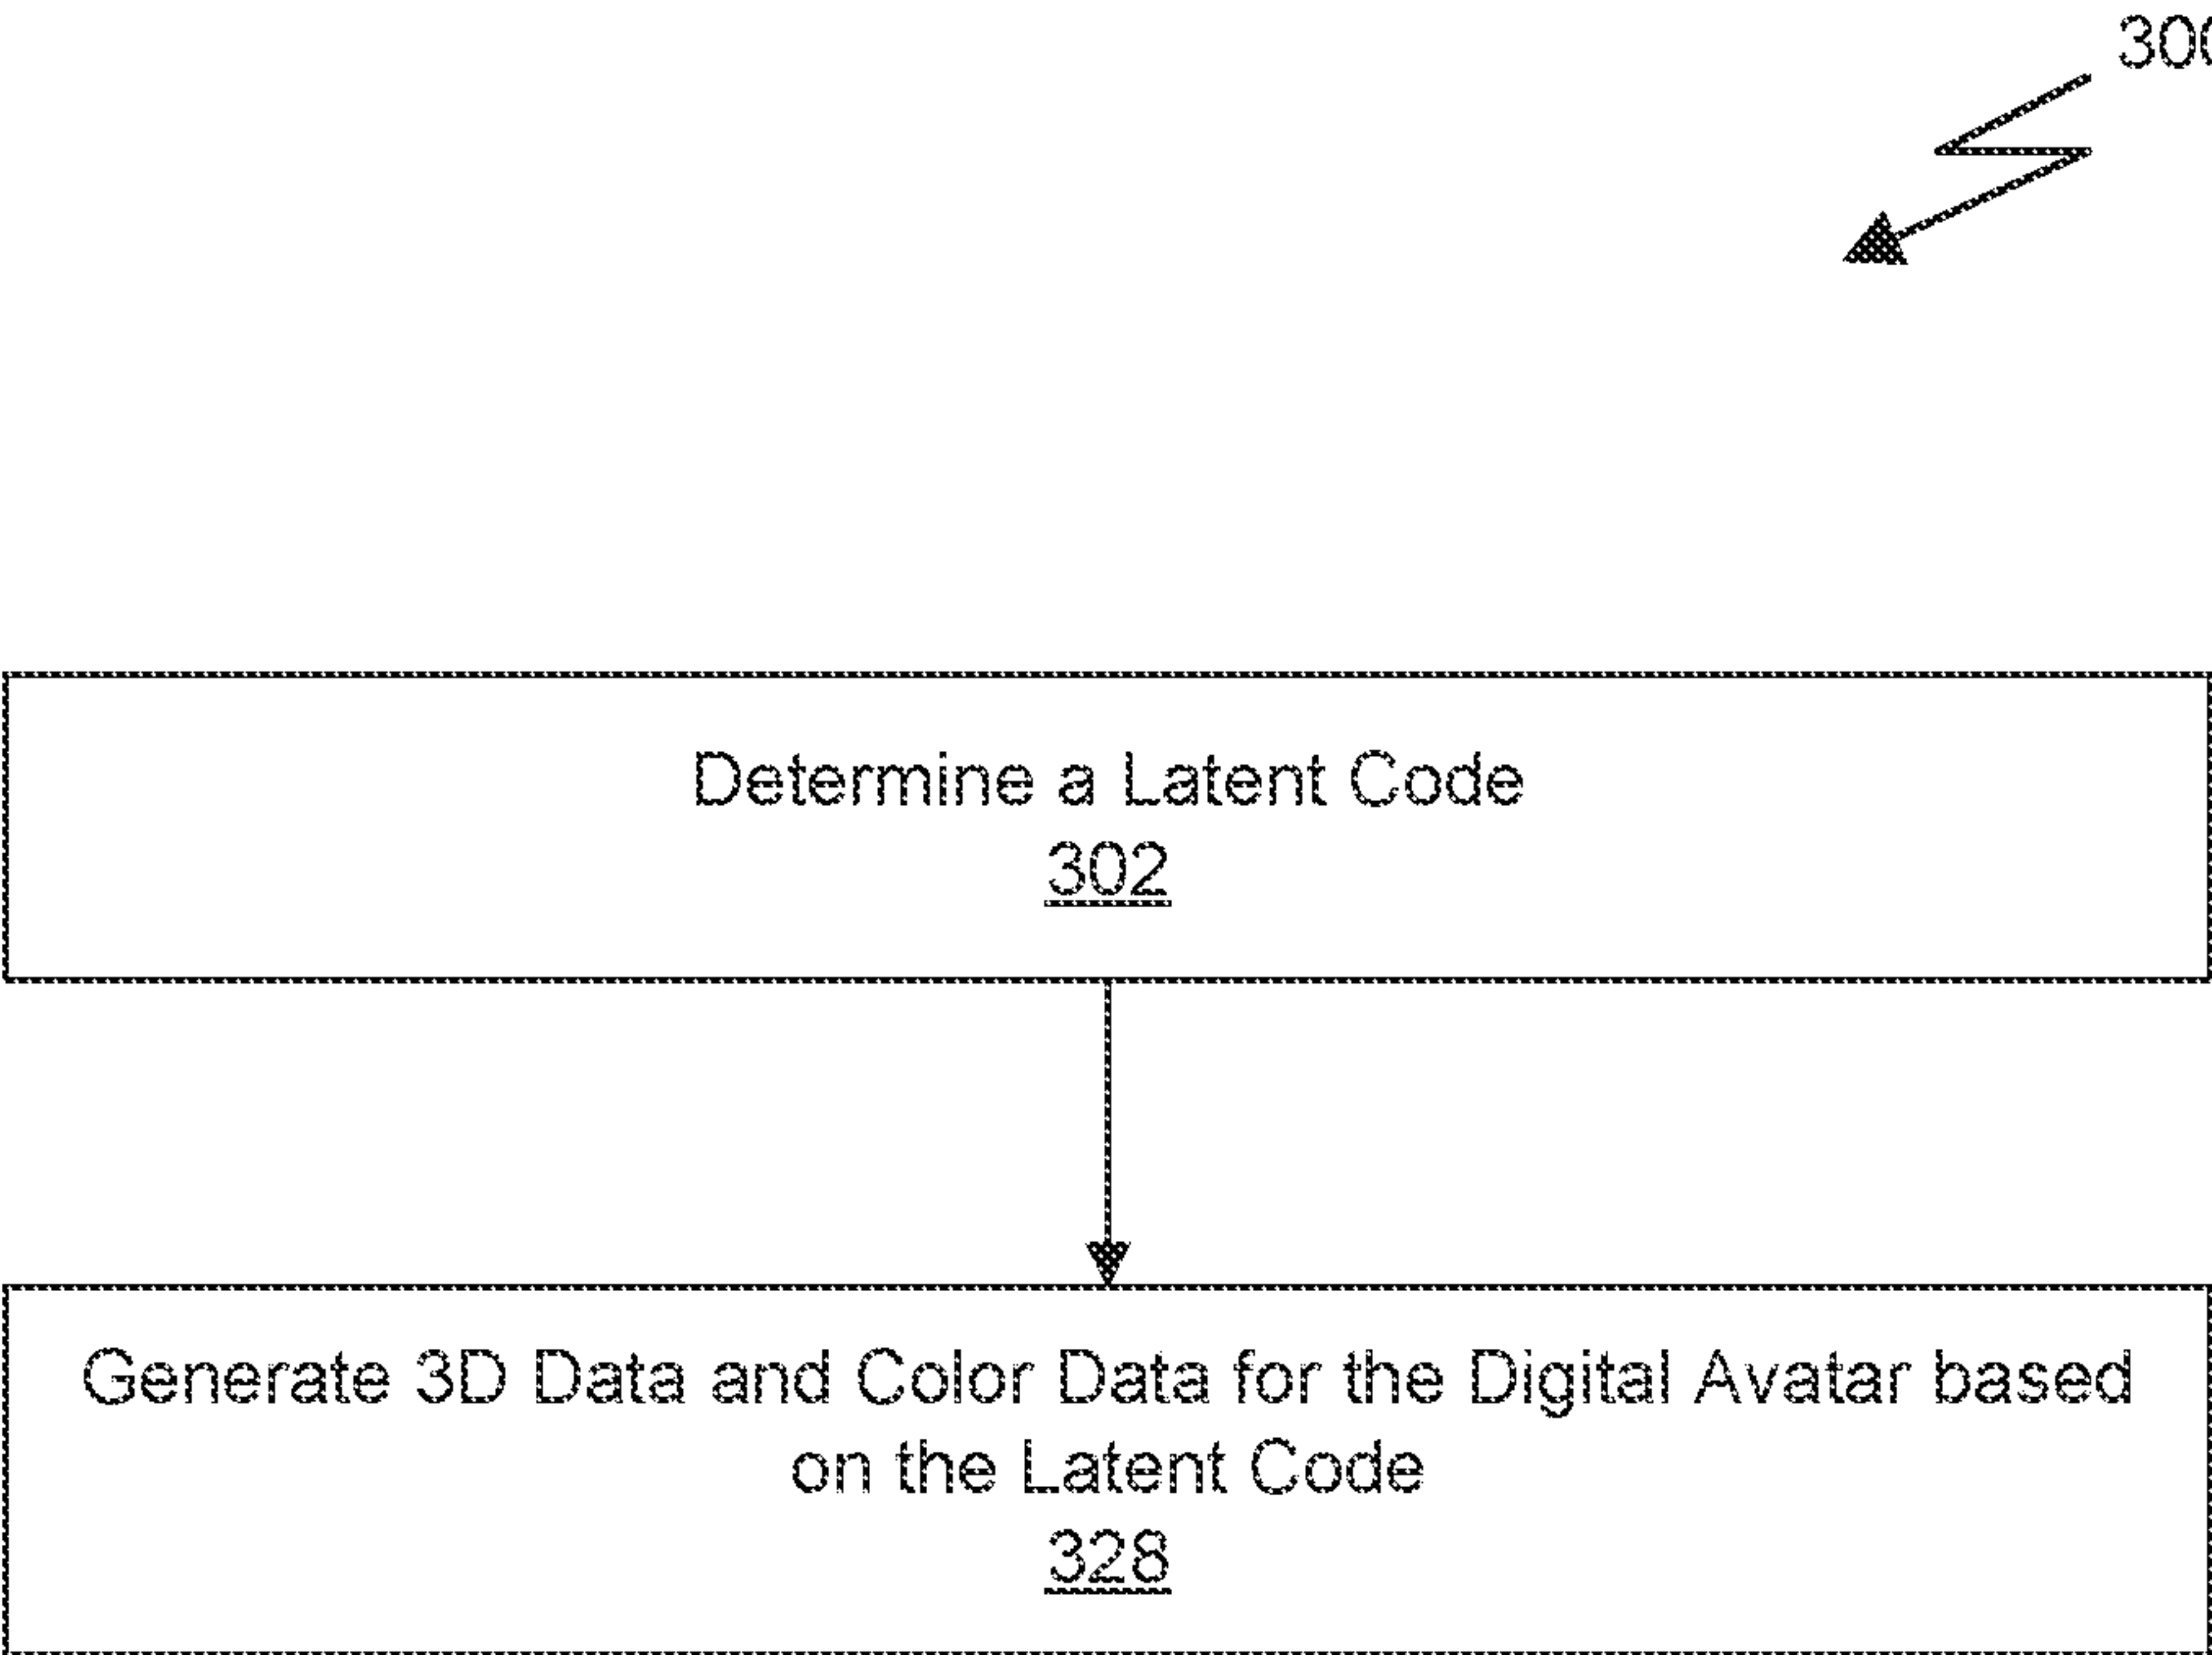 300
Determine a Latent Code
302
Generate 3D Data and Color Data for the Digital Avatar based
on the Latent Code
328